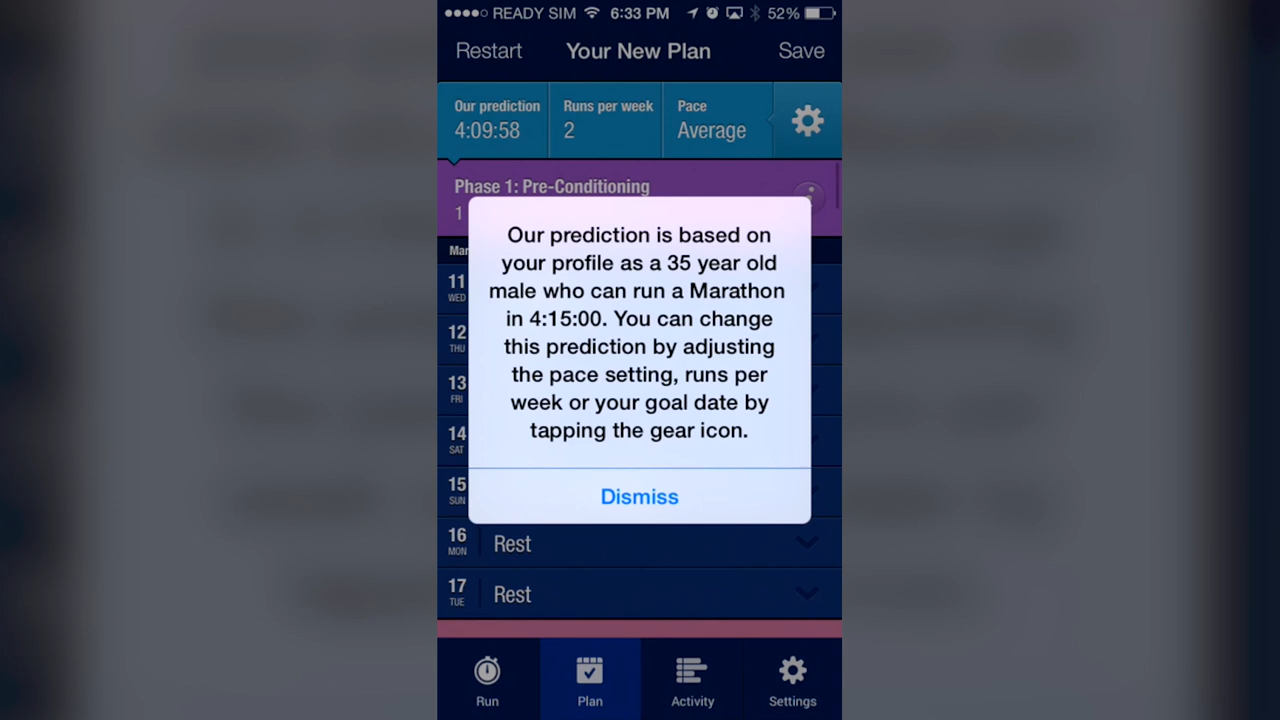 READY SIM 6:33 PM 52%
Restart Your New Plan Save
Our prediction Runs per week Pace
4:09:58 2 Average
Phase 1: Pre-Conditioning
1
Mar
Our prediction is based on
your profile as a 35 year old
male who can run a Marathon
in 4:15:00. You can change
this prediction by adjusting
the pace setting, runs per
week or your goal date by
tapping the gear icon.
Dismiss
11
WED
12
THU
13
FRI
14
SAT
15
SUN
16
MON
Rest
17
TUE
Rest
Run Plan Activity Settings